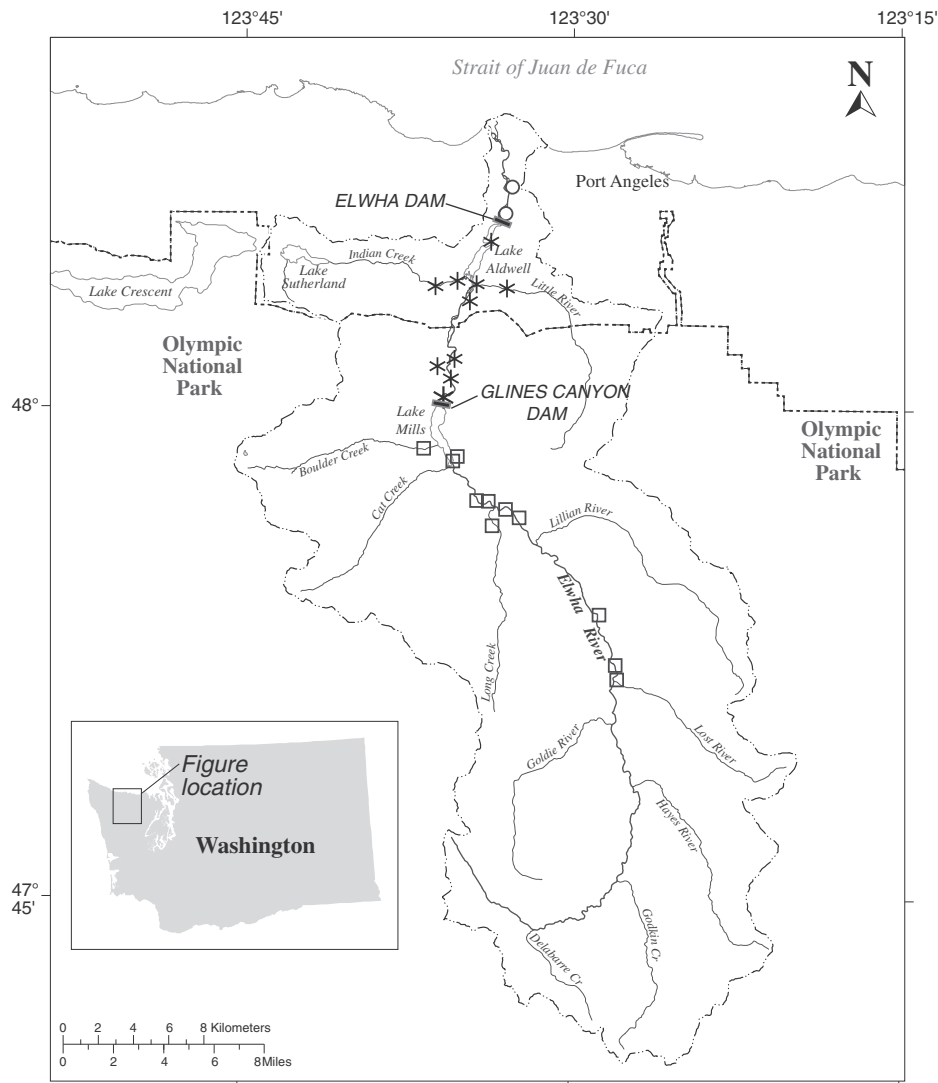 123°45'
123°30'
123°15'
Strait of Juan de Fuca
N
Port Angeles
ELWHA DAM
Indian Creek
Lake
Aldwell
Lake
Sutherland
Little River
Lake Crescent
Olympic
National
Park
GLINES CANYON
DAM
48°
Lake
Mills
Olympic
National
Park
Boulder Creek
Cat Creek
Lillian River
Elwha River
Long Creek
Goldie River
Lost River
Hayes River
Figure
location
Washington
47°
45'
Godkin Cr
Delabarre Cr
0 2 4 6 8 Kilometers
0 2 4 6 8Miles